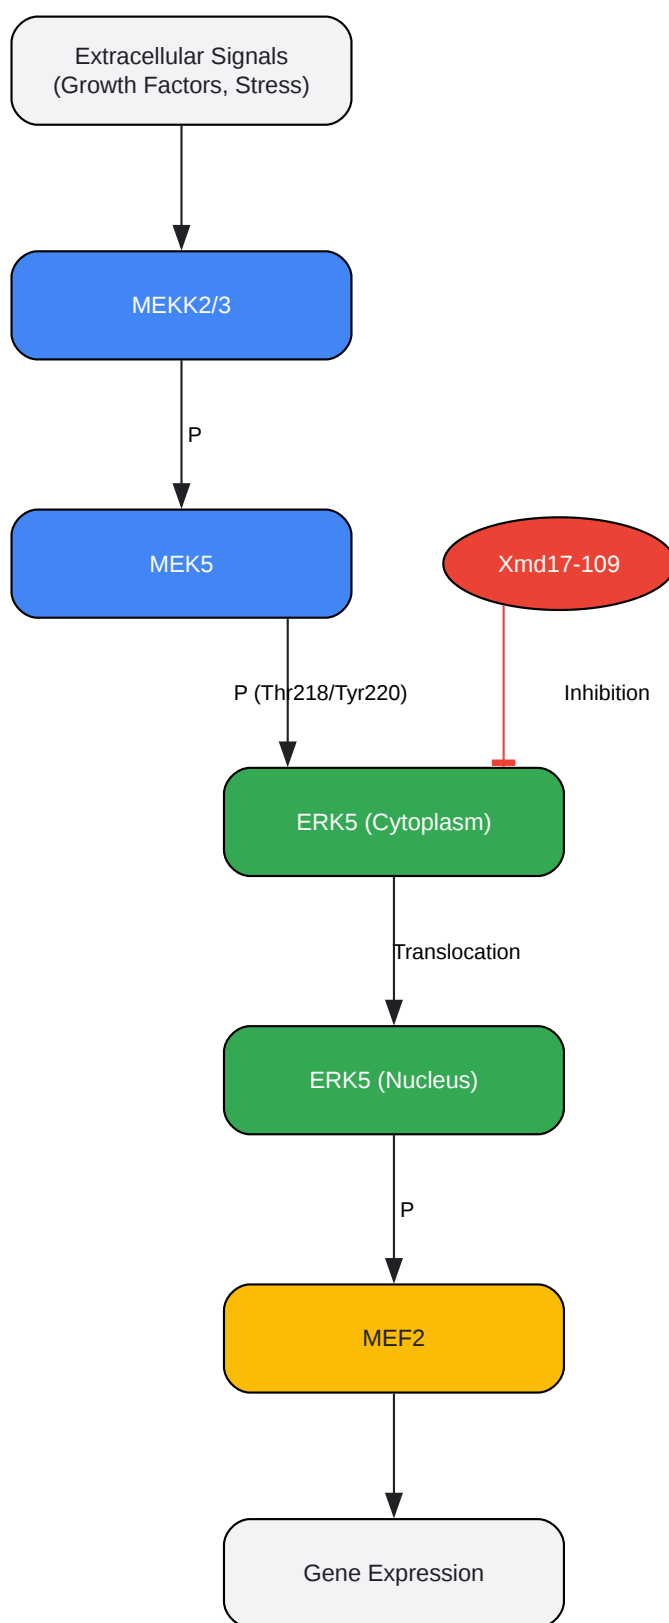 Extracellular Signals
(Growth Factors, Stress)
MEKK2/3
P
MEK5
Xmd17-109
P (Thr218/Tyr220)
Inhibition
ERK5 (Cytoplasm)
Translocation
ERK5 (Nucleus)
P
MEF2
Gene Expression